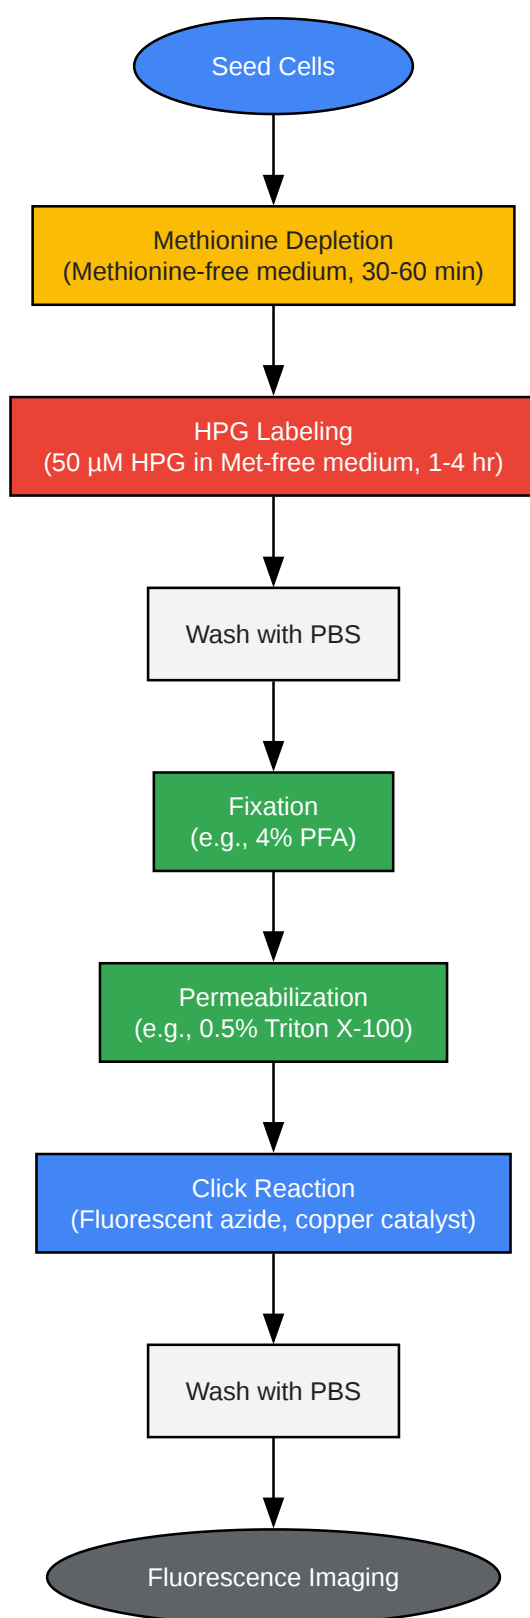 Seed Cells
Methionine Depletion
(Methionine-free medium, 30-60 min)
HPG Labeling
(50 µM HPG in Met-free medium, 1-4 hr)
Wash with PBS
Fixation
(e.g., 4% PFA)
Permeabilization
(e.g., 0.5% Triton X-100)
Click Reaction
(Fluorescent azide, copper catalyst)
Wash with PBS
Fluorescence Imaging